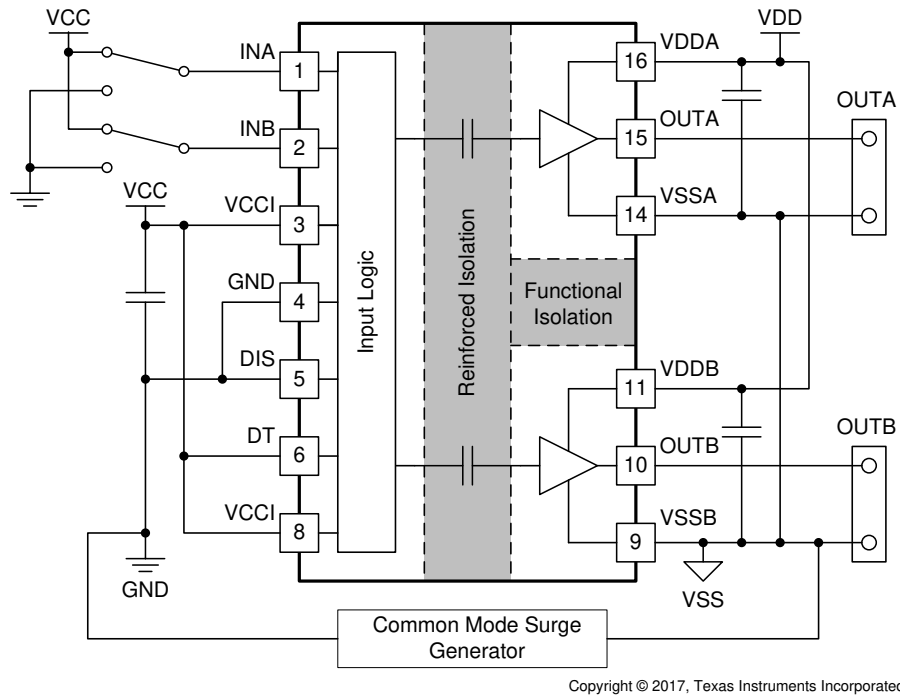 VCC
INA
1
INB
2
VCC
VCCI
3
GND
4
DIS
5
DT
6
VCCI
8
GND
Input Logic
Reinforced Isolation
Functional
Isolation
16
VDDA
VDD
15
OUTA
OUTA
14
VSSA
11
VDDB
10
OUTB
OUTB
9
VSSB
VSS
Common Mode Surge
Generator
Copyright © 2017, Texas Instruments Incorporated